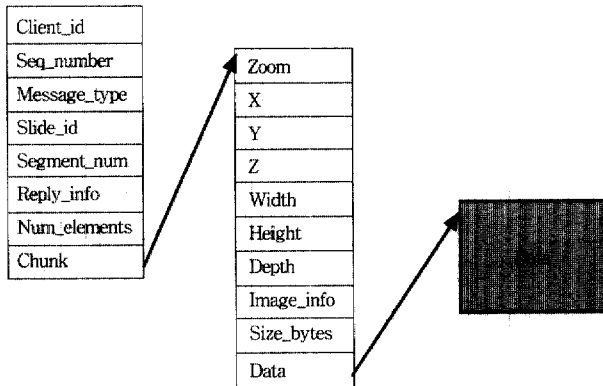 Client_id
Seq_number
Message_type
Slide_id
Segment_num
Reply_info
Num_elements
Chunk
Zoom
X
Y
Z
Width
Height
Depth
Image_info
Size_bytes
Data